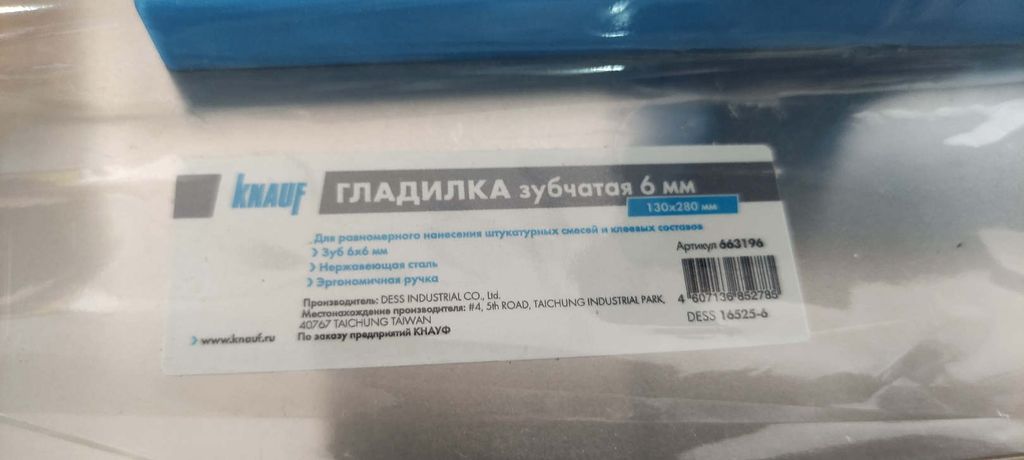 KNAUF ГЛАДИЛКА зубчатая 6 мм
130x280 мм
Для равномерного нанесения штукатурных смесей и клеевых составов
Зуб 6x6 мм
Нержавеющая сталь
Эргономичная ручка
Артикул 663196
4 607136 852785
DESS 16525-6
Производитель: DESS INDUSTRIAL CO., Ltd.
Местонахождение производителя: #4, 5th ROAD, TAICHUNG INDUSTRIAL PARK,
40767 TAICHUNG TAIWAN
По заказу предприятий КНАУФ
www.knauf.ru